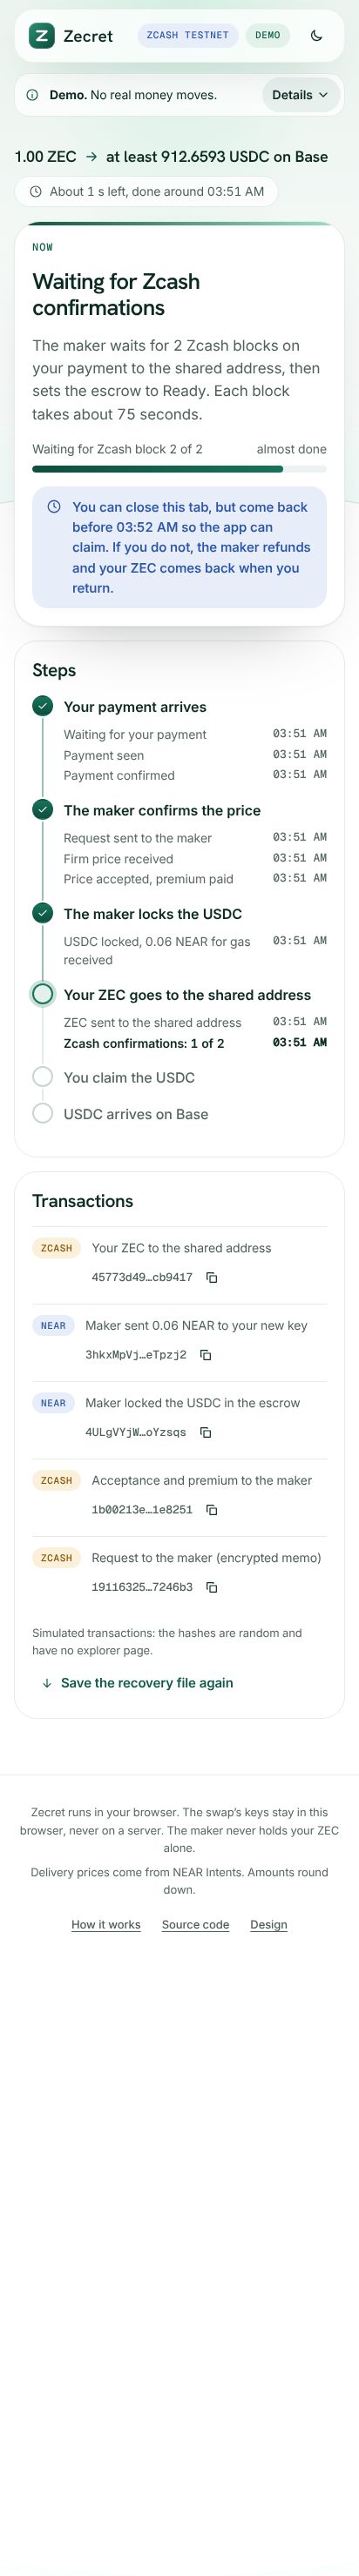 Zecret
ZCASH TESTNET
DEMO
Demo. No real money moves.
Details
1.00 ZEC → at least 912.6593 USDC on Base
About 1 s left, done around 03:51 AM
NOW
Waiting for Zcash
confirmations
The maker waits for 2 Zcash blocks on
your payment to the shared address, then
sets the escrow to Ready. Each block
takes about 75 seconds.
Waiting for Zcash block 2 of 2 almost done
You can close this tab, but come back
before 03:52 AM so the app can
claim. If you do not, the maker refunds
and your ZEC comes back when you
return.
Steps
Your payment arrives
Waiting for your payment 03:51 AM
Payment seen 03:51 AM
Payment confirmed 03:51 AM
The maker confirms the price
Request sent to the maker 03:51 AM
Firm price received 03:51 AM
Price accepted, premium paid 03:51 AM
The maker locks the USDC
USDC locked, 0.06 NEAR for gas 03:51 AM
received
Your ZEC goes to the shared address
ZEC sent to the shared address 03:51 AM
Zcash confirmations: 1 of 2 03:51 AM
You claim the USDC
USDC arrives on Base
Transactions
ZCASH Your ZEC to the shared address
45773d49…cb9417
NEAR Maker sent 0.06 NEAR to your new key
3hkxMpVj…eTpzj2
NEAR Maker locked the USDC in the escrow
4ULgVYjW…oYzsqs
ZCASH Acceptance and premium to the maker
1b00213e…1e8251
ZCASH Request to the maker (encrypted memo)
19116325…7246b3
Simulated transactions: the hashes are random and
have no explorer page.
Save the recovery file again
Zecret runs in your browser. The swap's keys stay in this
browser, never on a server. The maker never holds your ZEC
alone.
Delivery prices come from NEAR Intents. Amounts round
down.
How it works Source code Design